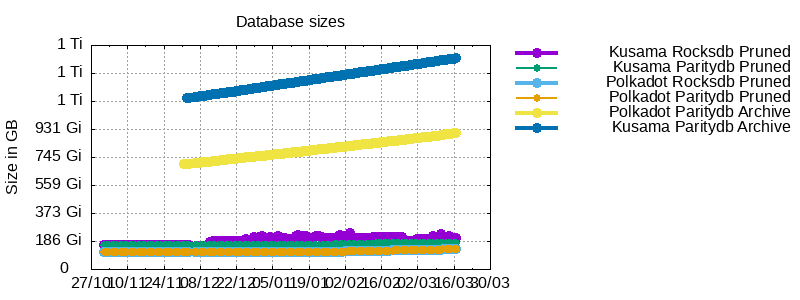 Database sizes
1 Ti
1 Ti
1 Ti
931 Gi
745 Gi
559 Gi
373 Gi
186 Gi
0
Size in GB
27/10 10/11 24/11 08/12 22/12 05/01 19/01 02/02 16/02 02/03 16/03 30/03
Kusama Rocksdb Pruned
Kusama Paritydb Pruned
Polkadot Rocksdb Pruned
Polkadot Paritydb Pruned
Polkadot Paritydb Archive
Kusama Paritydb Archive